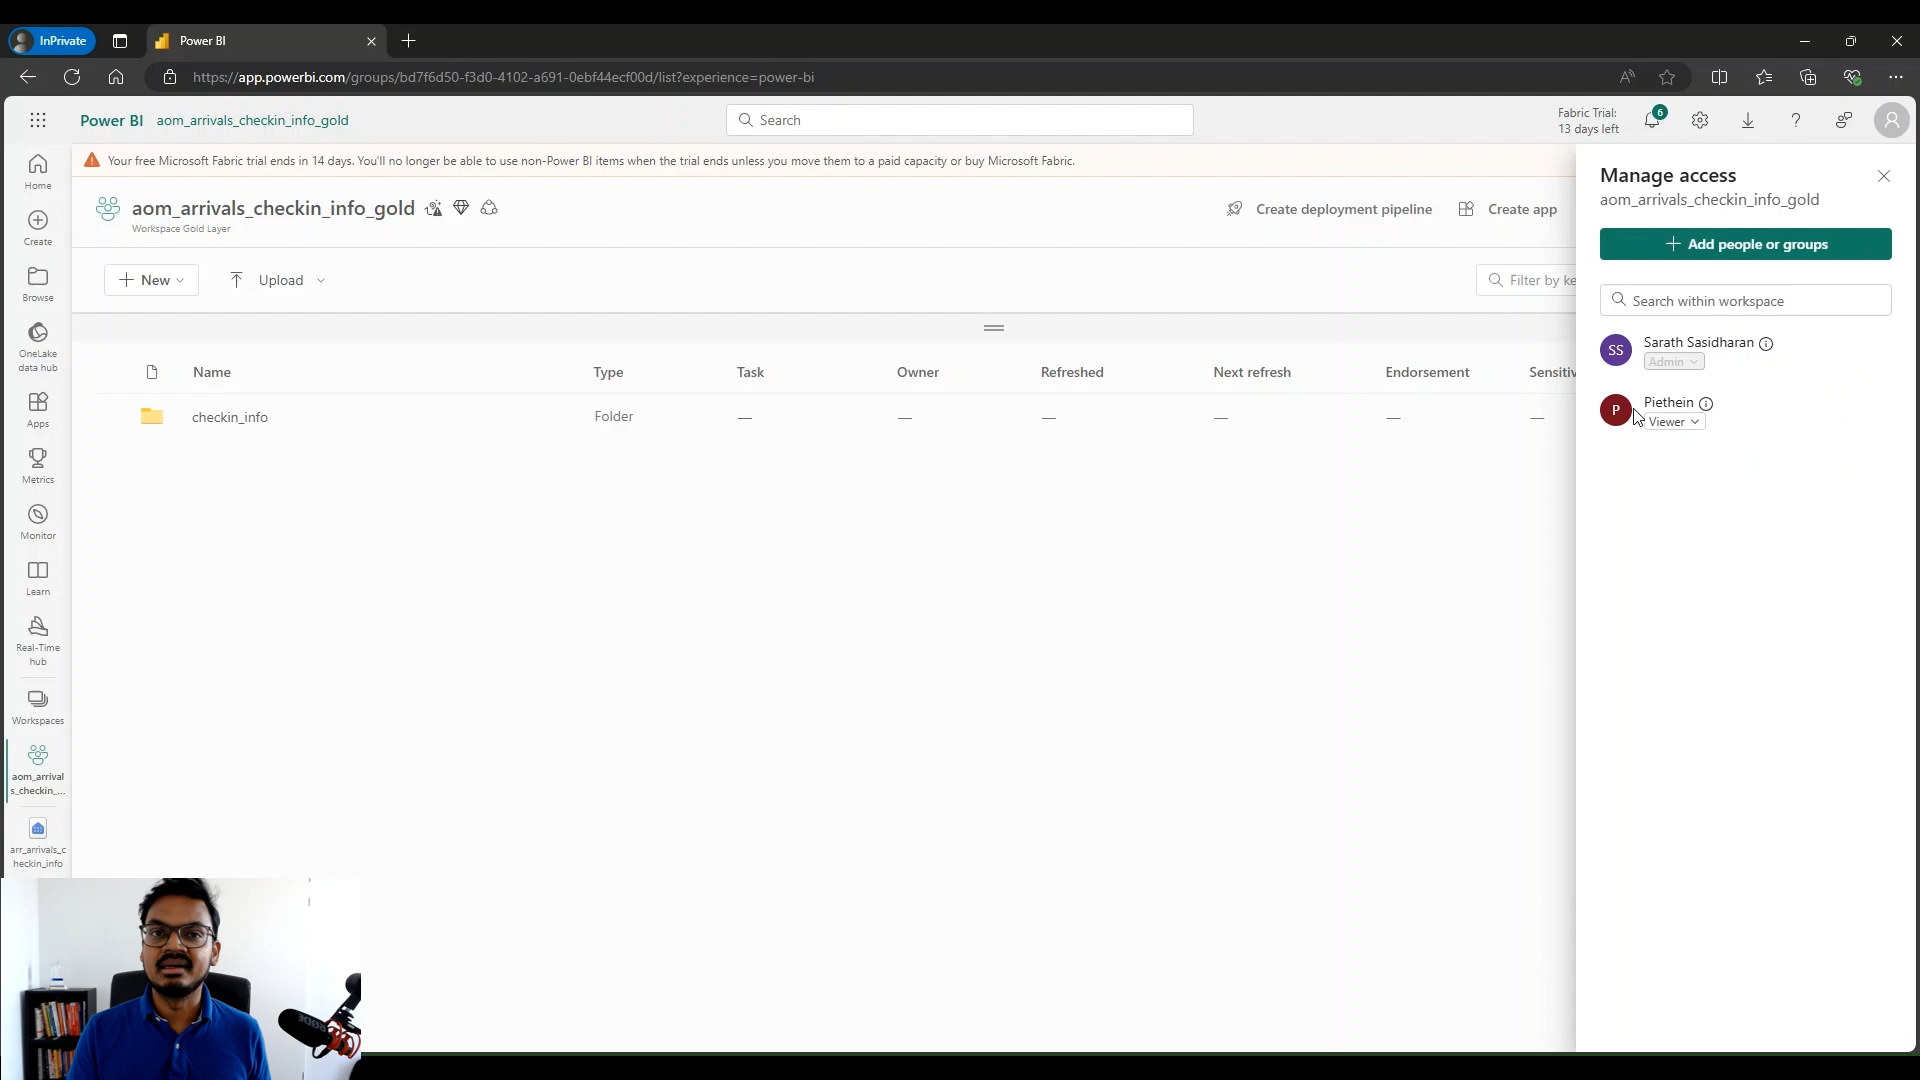 InPrivate
Power BI
https://app.powerbi.com/groups/bd7f6d50-f3d0-4102-a691-0ebf44ecf00d/list?experience=power-bi
Power BI aom_arrivals_checkin_info_gold
Search
Fabric Trial:
13 days left
6
Your free Microsoft Fabric trial ends in 14 days. You'll no longer be able to use non-Power BI items when the trial ends unless you move them to a paid capacity or buy Microsoft Fabric.
Home
Create
Browse
OneLake
data hub
Apps
Metrics
Monitor
Learn
Real-Time
hub
Workspaces
aom_arrival
s_checkin_...
arr_arrivals_c
heckin_info
aom_arrivals_checkin_info_gold
Workspace Gold Layer
Create deployment pipeline
Create app
New
Upload
Filter by ke
Name Type Task Owner Refreshed Next refresh Endorsement Sensitiv
checkin_info Folder — — — — — —
Manage access
aom_arrivals_checkin_info_gold
Add people or groups
Search within workspace
SS
Sarath Sasidharan
Admin
P
Piethein
Viewer
RØDE